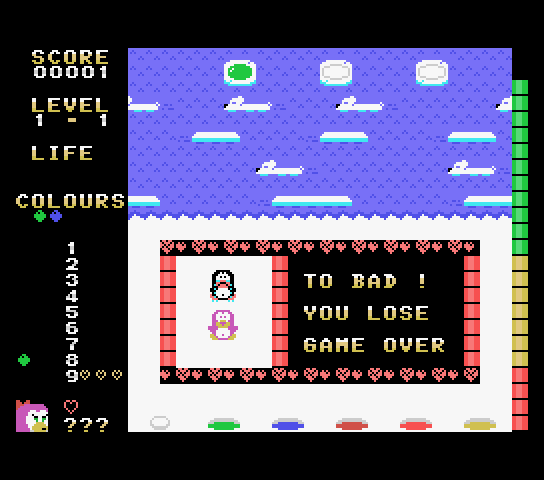 SCORE
00001
LEVEL
1 - 1
LIFE
COLOURS
1
2
3
4
5
6
7
8
9
???
TO BAD !
YOU LOSE
GAME OVER